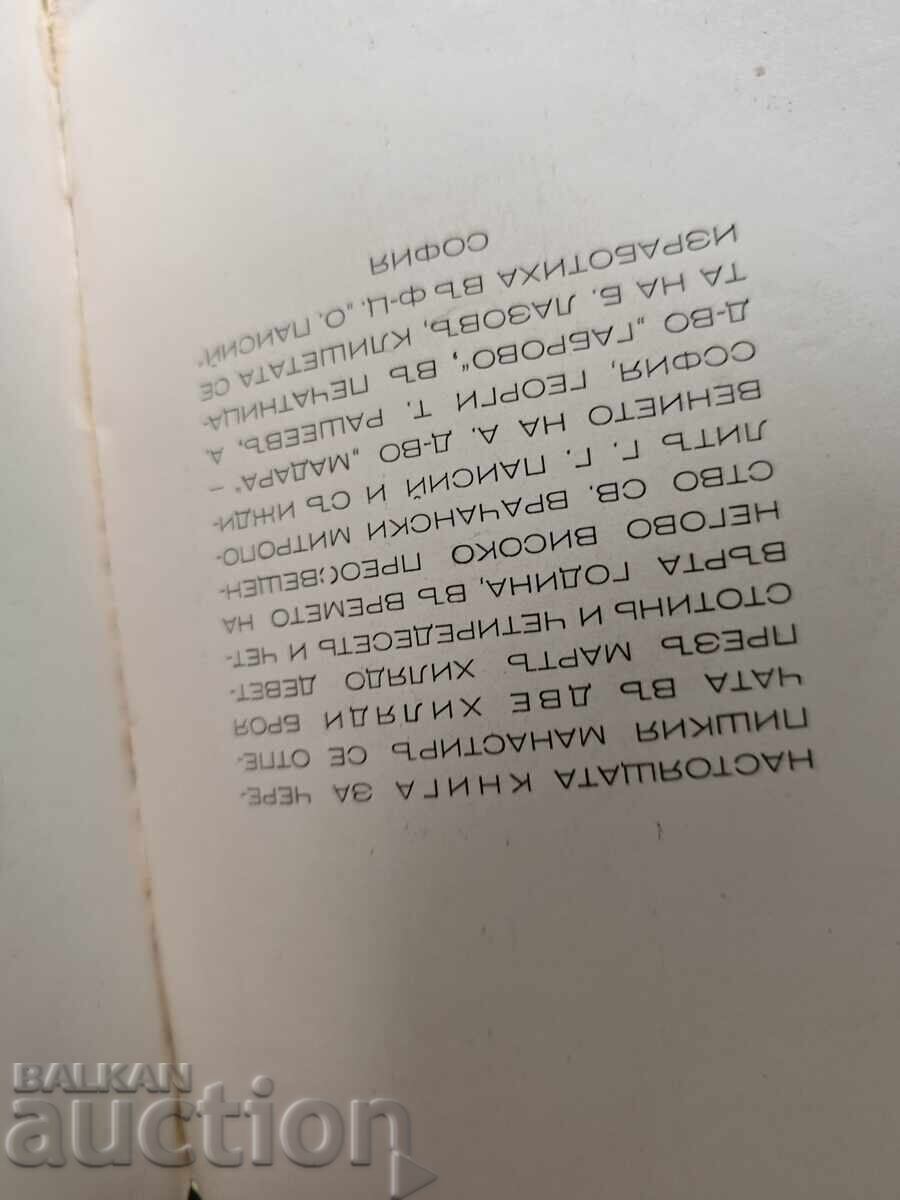 НАСТОЯЩАТА КНИГА ЗА ЧЕРЕ-
ПИШКИЯ МАНАСТИРЪ СЕ ОТПЕ-
ЧАТА ВЪ ДВЕ ХИЛЯДИ БРОЯ
ПРЕЗЪ МАРТЪ ХИЛЯДО ДЕВЕТ-
СТОТИНЬ И ЧЕТИРЕДЕСЕТЬ И ЧЕТ-
ВЪРТА ГОДИНА, ВЪ ВРЕМЕТО НА
НЕГОВО ВИСОКО ПРЕОСВЕЩЕН-
СТВО СВ. ВРАЧАНСКИ МИТРОПО-
ЛИТЪ Г. Г. ПАИСИЙ И СЪ ИЖДИ-
ВЕНИЕТО НА А. Д-ВО „МАДАРА“ –
СОФИЯ, ГЕОРГИ Т. РАШЕЕВЪ, А.
Д-ВО „ГАБРОВО“, ВЪ ПЕЧАТНИЦА-
ТА НА Б. ЛАЗОВЪ, КЛИШЕТАТА СЕ
ИЗРАБОТИХА ВЪ Ф-Ц. „О. ПАИСИЙ“
СОФИЯ
BALKAN
auction